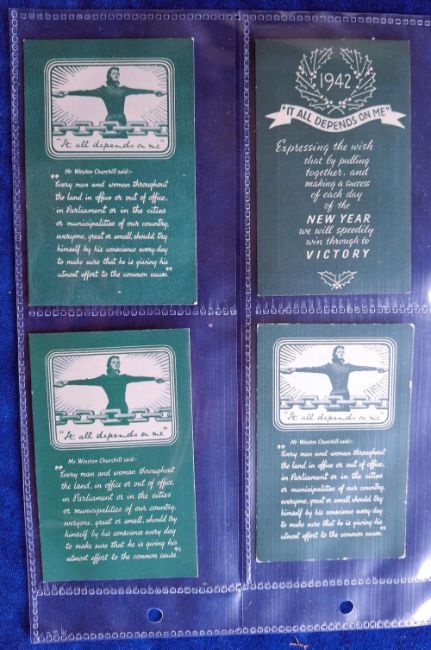 "It all depends on me"
Mr Winston Churchill said:-
"Every man and woman throughout
the land, in office or out of office,
in Parliament or in the cities
or municipalities of our country,
everyone, great or small, should try
himself by his conscience every day
to make sure that he is giving his
utmost effort to the common cause."
1942
"IT ALL DEPENDS ON ME"
Expressing the wish
that by pulling
together, and
making a success
of each day
of the
NEW YEAR
we will speedily
win through to
VICTORY
"It all depends on me"
Mr Winston Churchill said:-
"Every man and woman throughout
the land, in office or out of office,
in Parliament or in the cities
or municipalities of our country,
everyone, great or small, should try
himself by his conscience every day
to make sure that he is giving his
utmost effort to the common cause"
"It all depends on me"
Mr Winston Churchill said:-
"Every man and woman throughout
the land, in office or out of office,
in Parliament or in the cities
or municipalities of our country,
everyone, great or small, should try
himself by his conscience every day
to make sure that he is giving his
utmost effort to the common cause."